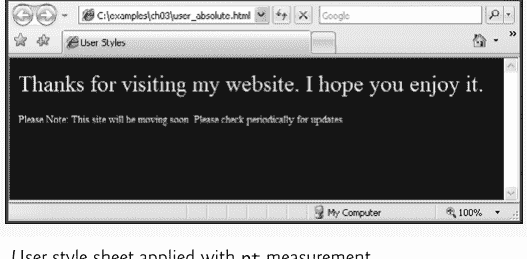 C:\examples\ch03\user_absolute.html
Google
User Styles
Thanks for visiting my website. I hope you enjoy it.
Please Note: This site will be moving soon. Please check periodically for updates.
My Computer
100%
User style sheet applied with pt measurement